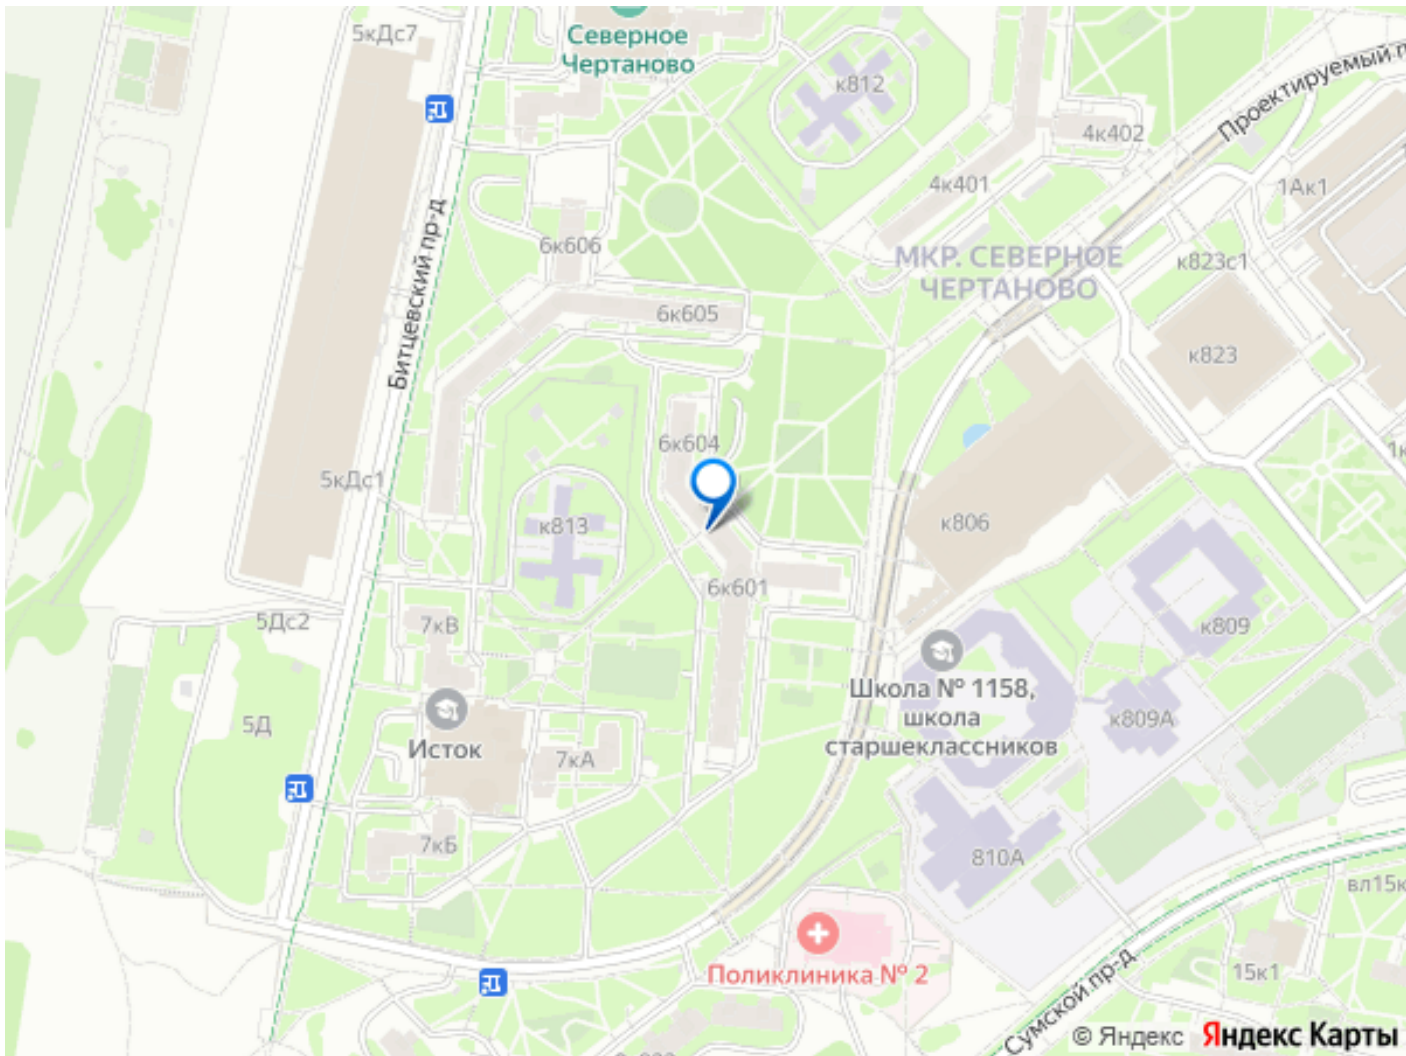 5кДс7
Северное
Чертаново
к812
4к402
Проектируемый п
4к401
1Ак1
Битцевский пр-д
6к606
МКР. СЕВЕРНОЕ
ЧЕРТАНОВО
к823с1
6к605
к823
6к604
5кДс1
к806
к813
6к601
5Дс2
7кВ
к809
Школа № 1158,
школа
старшеклассников
к809А
5Д
Исток
7кА
7кБ
810А
вл15к
Поликлиника № 2
15к1
Сумской пр-д
© Яндекс Яндекс Карты